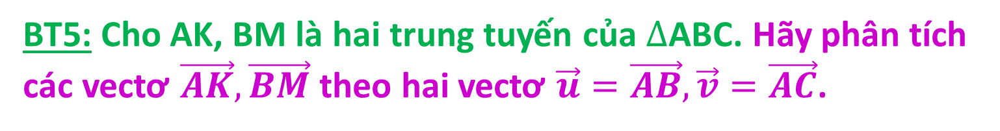 BT5: Cho AK, BM là hai trung tuyến của ∆ABC. Hãy phân tích
các vectơ $\overrightarrow{AK}, \overrightarrow{BM}$ theo hai vectơ $\vec{u} = \overrightarrow{AB}, \vec{v} = \overrightarrow{AC}$.